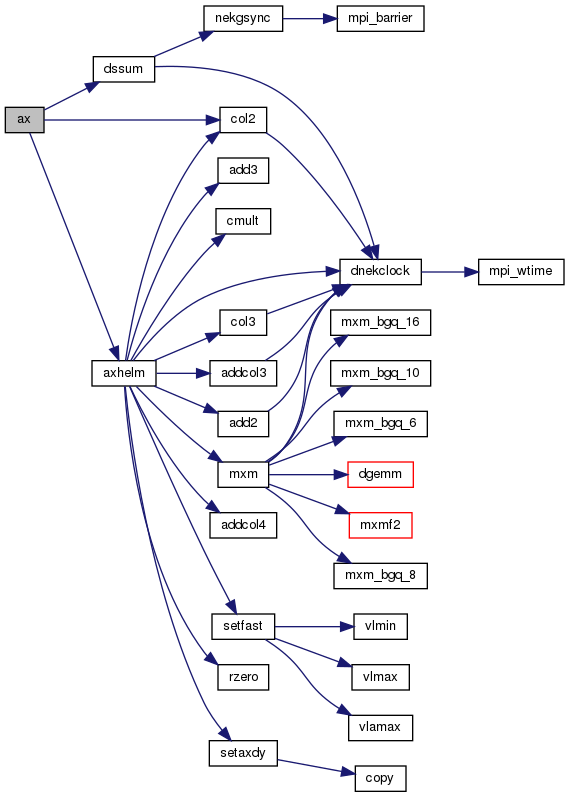 nekgsync
mpi_barrier
dssum
ax
col2
add3
cmult
dnekclock
mpi_wtime
col3
mxm_bgq_16
axhelm
addcol3
mxm_bgq_10
add2
mxm_bgq_6
mxm
dgemm
addcol4
mxmf2
mxm_bgq_8
setfast
vlmin
rzero
vlmax
vlamax
setaxdy
copy